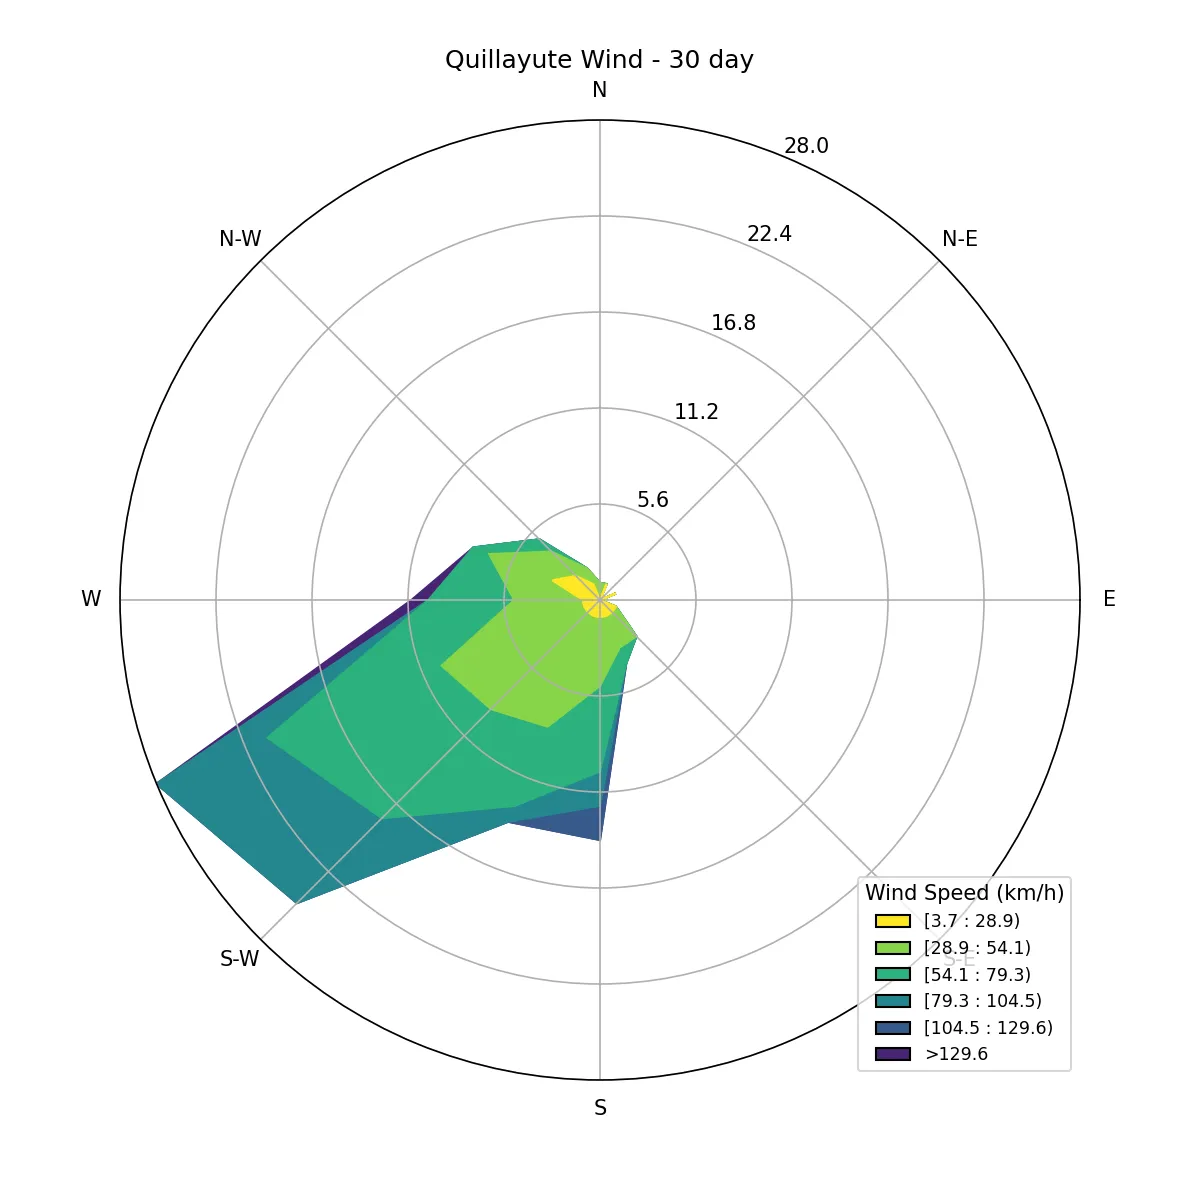 Quillayute Wind - 30 day
N
28.0
N-W
22.4
N-E
16.8
11.2
5.6
W
E
S-W
S-E
S
Wind Speed (km/h)
[3.7 : 28.9)
[28.9 : 54.1)
[54.1 : 79.3)
[79.3 : 104.5)
[104.5 : 129.6)
>129.6